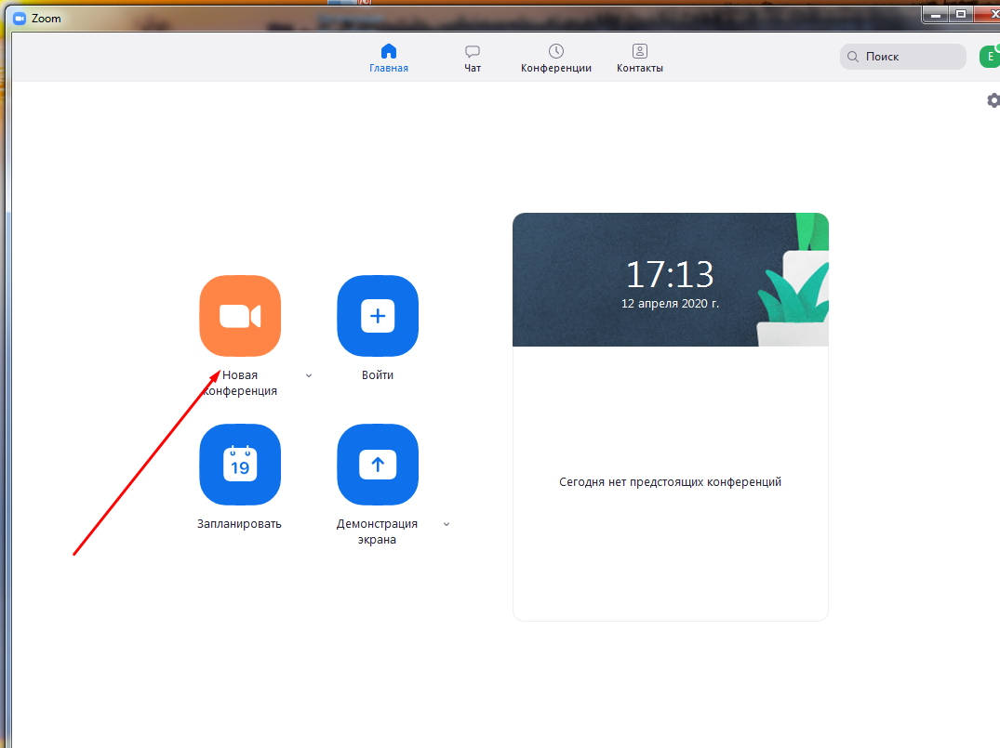 Zoom
Главная
Чат
Конференции
Контакты
Поиск
E
17:13
12 апреля 2020 г.
Новая
конференция
Войти
19
Запланировать
Демонстрация
экрана
Сегодня нет предстоящих конференций